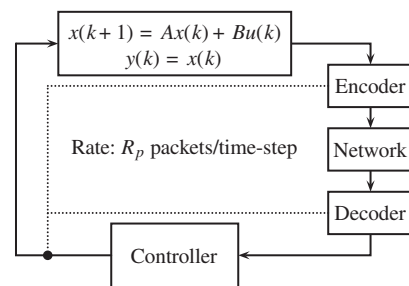 x(k+1) = Ax(k) + Bu(k)
y(k) = x(k)
Encoder
Rate: R_p packets/time-step
Network
Decoder
Controller